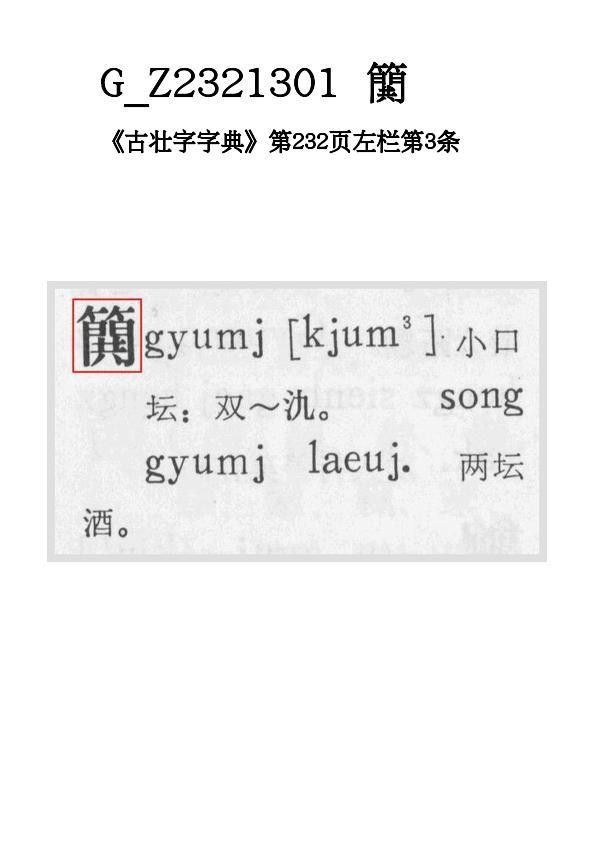 G_Z2321301
《古壮字字典》第232页左栏第3条
gyumj [kjum³] 小口
坛：双～氿。 song
gyumj laeuj. 两坛
酒。